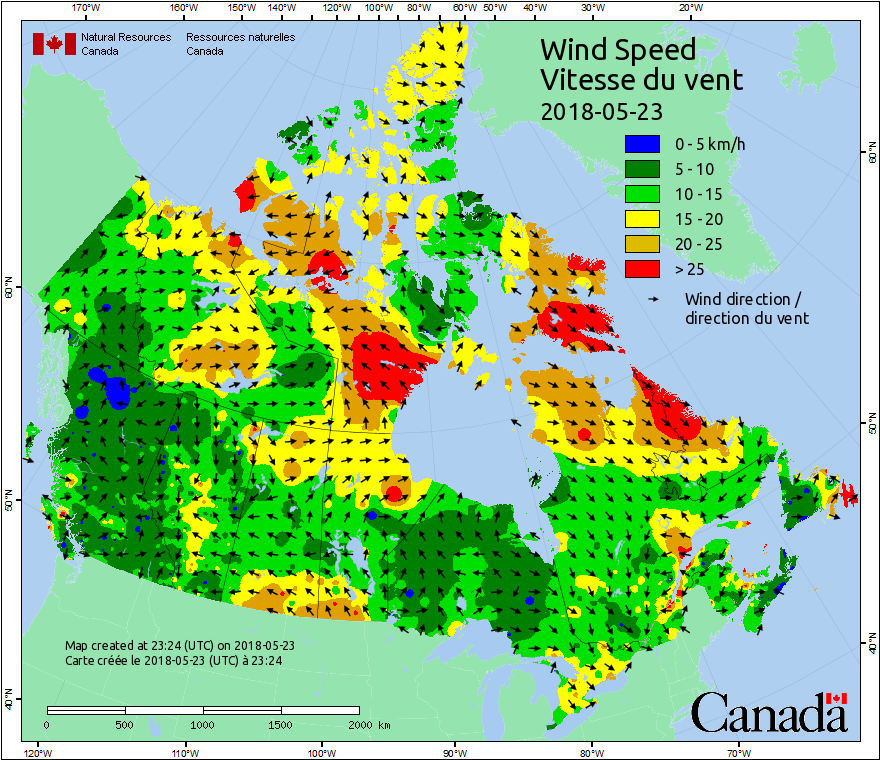 170°W 160°W 150°W 140°W 130°W 120°W 110°W 100°W 90°W 80°W 70°W 60°W 50°W 40°W 30°W 20°W
Natural Resources Canada
Ressources naturelles Canada
Wind Speed
Vitesse du vent
2018-05-23
0 - 5 km/h
5 - 10
10 - 15
15 - 20
20 - 25
> 25
Wind direction /
direction du vent
60°N
60°N
50°N
50°N
40°N
40°N
Map created at 23:24 (UTC) on 2018-05-23
Carte créée le 2018-05-23 (UTC) à 23:24
0 500 1000 1500 2000 km
Canada
120°W 110°W 100°W 90°W 80°W 70°W